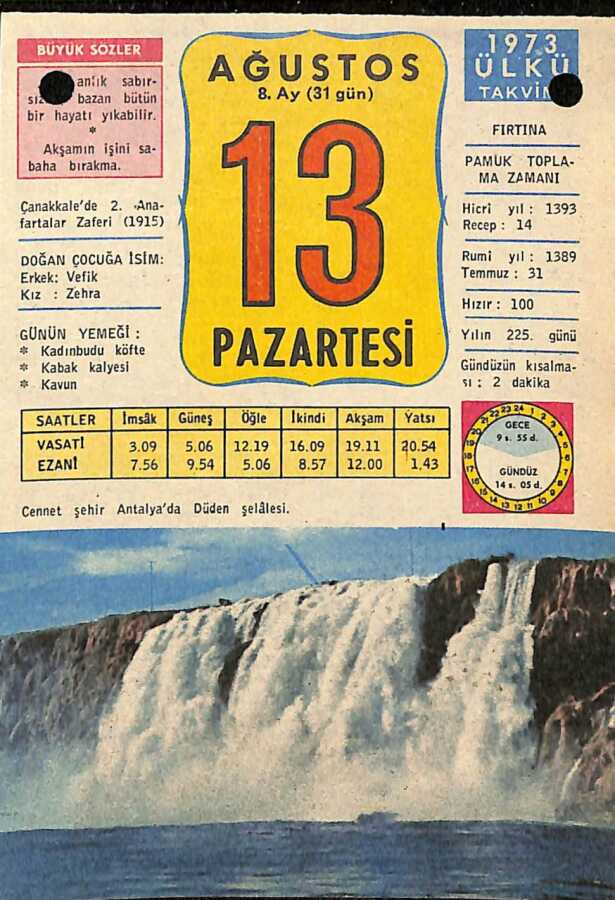 BÜYÜK SÖZLER
anlık sabır-
bazan bütün
bir hayatı yıkabilir.
*
Akşamın işini sa-
baha bırakma.
Çanakkale'de 2. Ana-
fartalar Zaferi (1915)
DOĞAN ÇOCUĞA İSİM:
Erkek: Vefik
Kız : Zehra
GÜNÜN YEMEĞİ :
* Kadınbudu köfte
* Kabak kalyesi
* Kavun
AĞUSTOS
8. Ay (31 gün)
13
PAZARTESİ
1973
ÜLKÜ
FIRTINA
PAMUK TOPLA-
MA ZAMANI
Hicri yıl : 1393
Recep : 14
Rumi yıl : 1389
Temmuz : 31
Hızır : 100
Yılın 225. günü
Gündüzün kısalma-
sı : 2 dakika
SAATLER İmsâk Güneş Öğle İkindi Akşam Yatsı
VASATİ 3.09 5.06 12.19 16.09 19.11 20.54
EZANİ 7.56 9.54 5.06 8.57 12.00 1,43
GECE
9 s. 55 d.
GÜNDÜZ
14 s. 05 d.
Cennet şehir Antalya'da Düden şelâlesi.